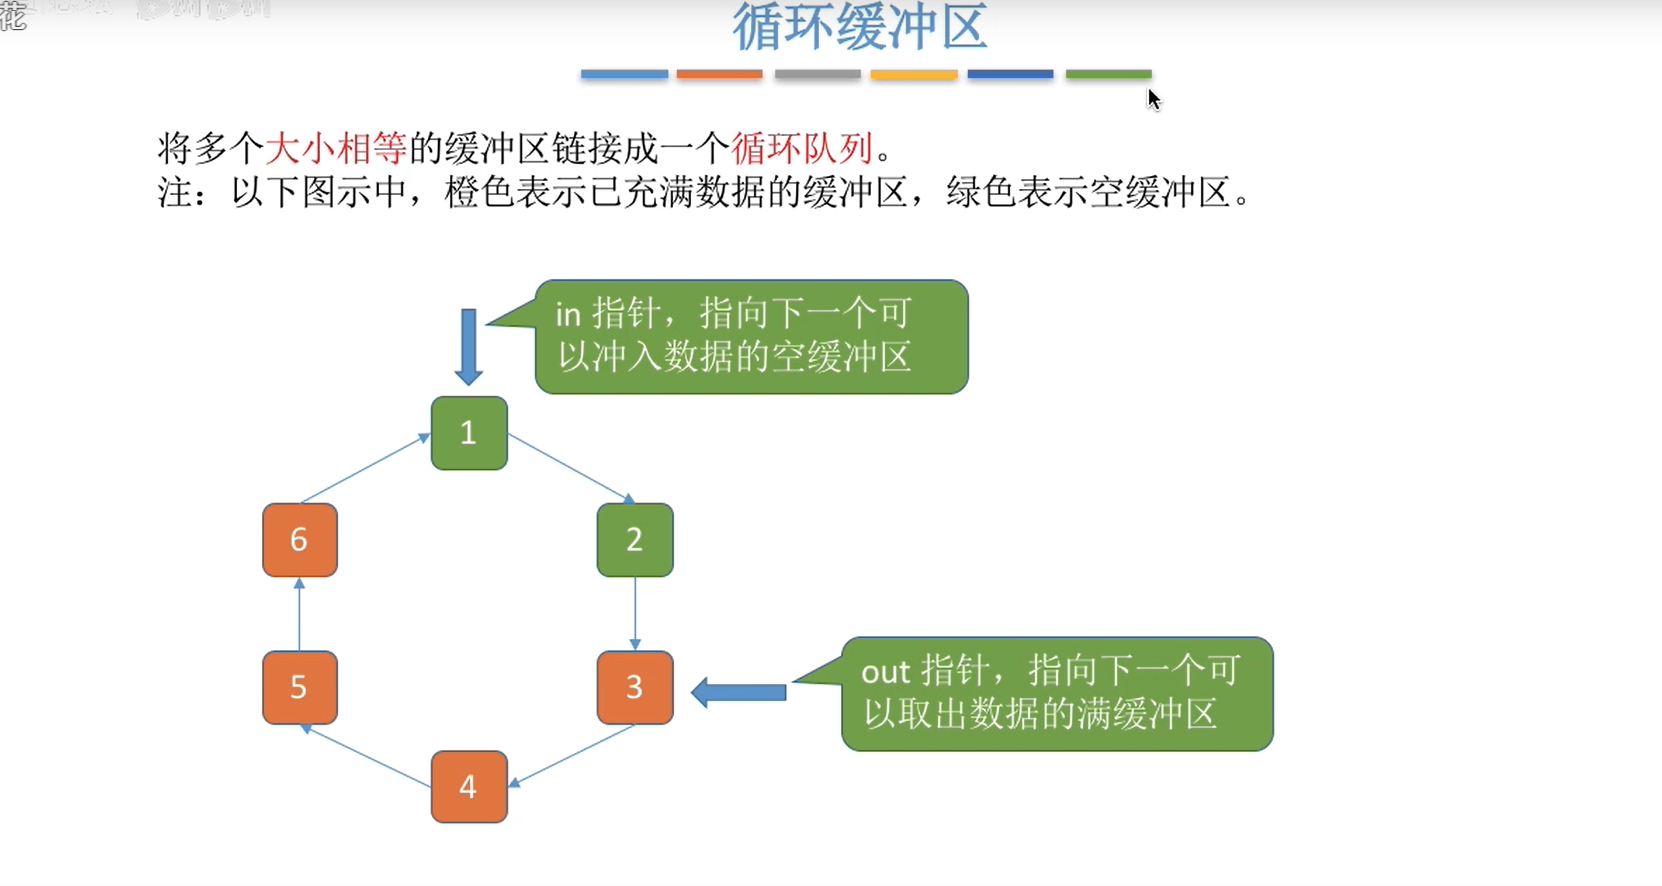 花
循环缓冲区
将多个大小相等的缓冲区链接成一个循环队列。
注：以下图示中，橙色表示已充满数据的缓冲区，绿色表示空缓冲区。
in 指针，指向下一个可
以冲入数据的空缓冲区
1
6
2
5
3
out 指针，指向下一个可
以取出数据的满缓冲区
4